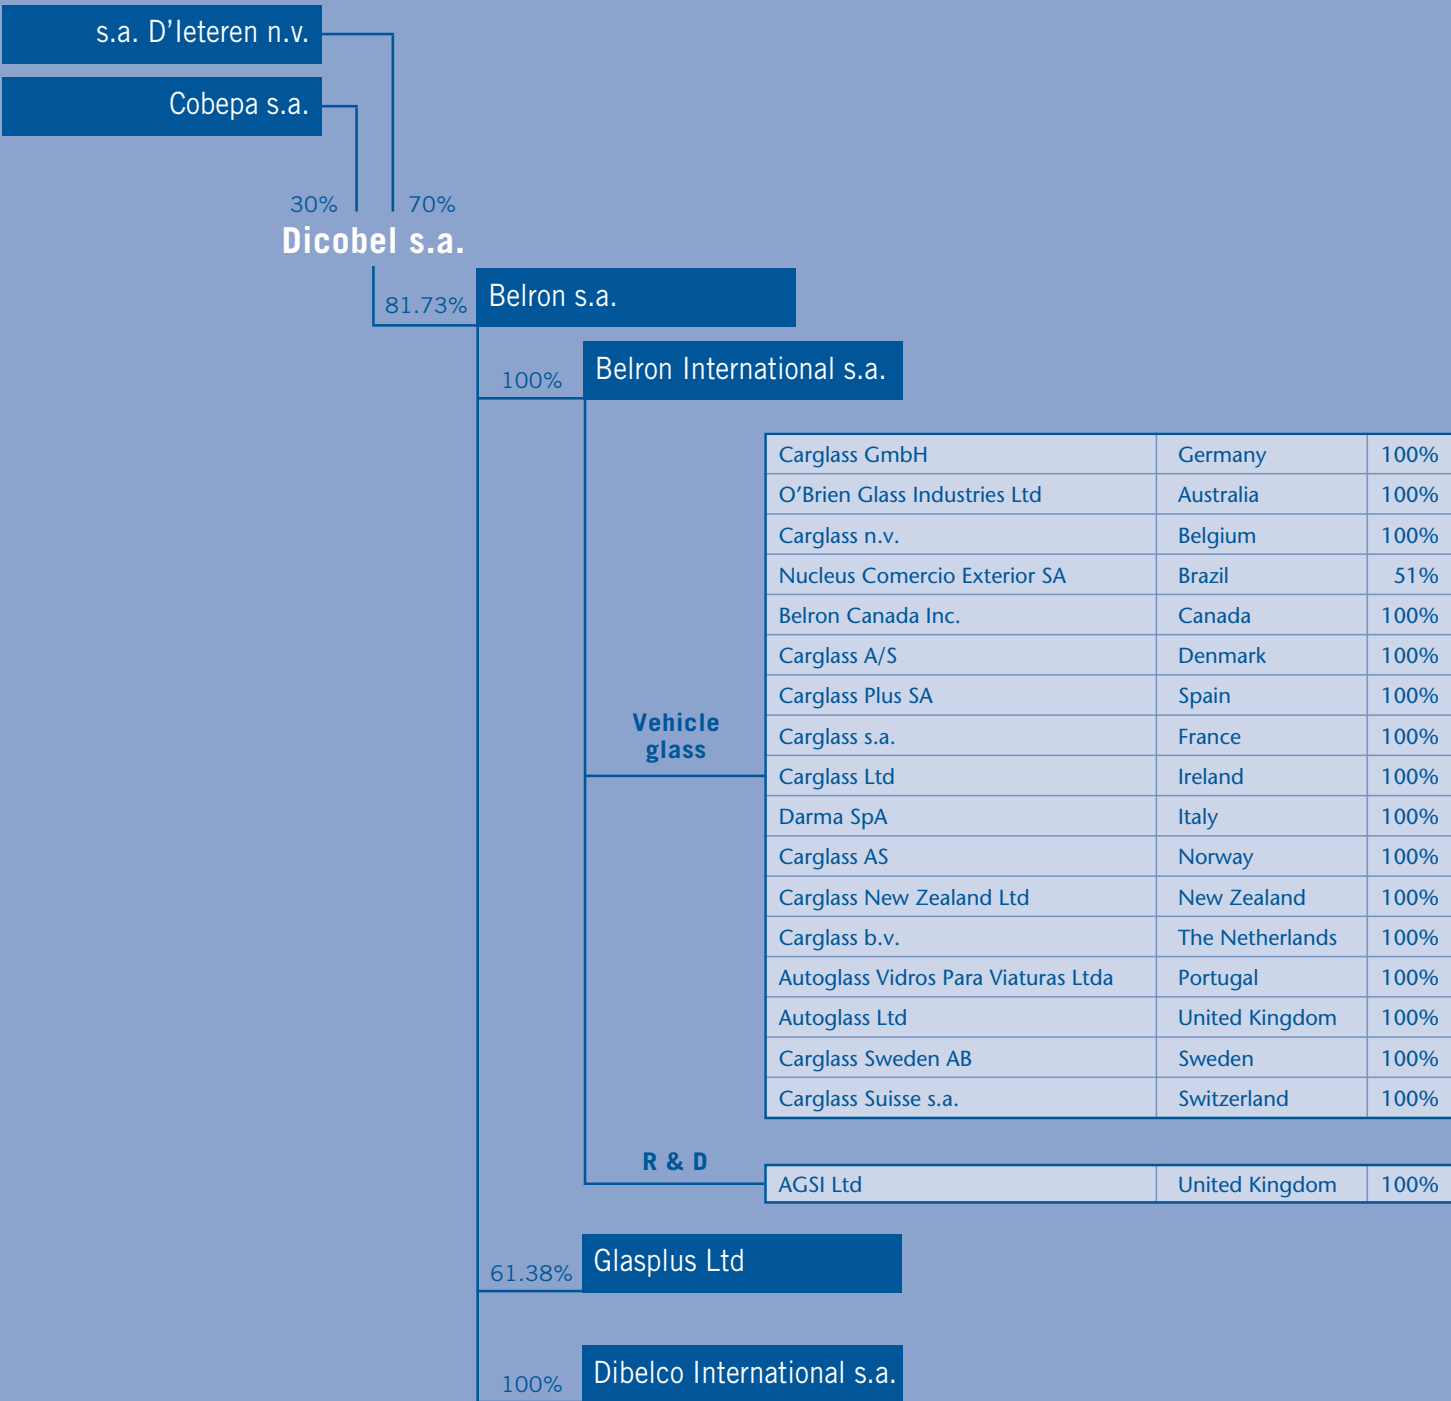 s.a. D’Ieteren n.v.
Cobepa s.a.
30% 70%
Dicobel s.a.
81.73% Belron s.a.
100% Belron International s.a.
Vehicle
glass
Carglass GmbH Germany 100%
O’Brien Glass Industries Ltd Australia 100%
Carglass n.v. Belgium 100%
Nucleus Comercio Exterior SA Brazil 51%
Belron Canada Inc. Canada 100%
Carglass A/S Denmark 100%
Carglass Plus SA Spain 100%
Carglass s.a. France 100%
Carglass Ltd Ireland 100%
Darma SpA Italy 100%
Carglass AS Norway 100%
Carglass New Zealand Ltd New Zealand 100%
Carglass b.v. The Netherlands 100%
Autoglass Vidros Para Viaturas Ltda Portugal 100%
Autoglass Ltd United Kingdom 100%
Carglass Sweden AB Sweden 100%
Carglass Suisse s.a. Switzerland 100%
R & D
AGSI Ltd United Kingdom 100%
61.38% Glasplus Ltd
100% Dibelco International s.a.